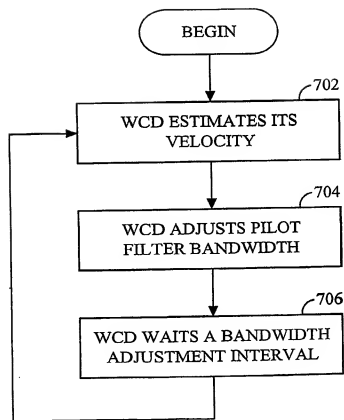 BEGIN
702
WCD ESTIMATES ITS
VELOCITY
704
WCD ADJUSTS PILOT
FILTER BANDWIDTH
706
WCD WAITS A BANDWIDTH
ADJUSTMENT INTERVAL